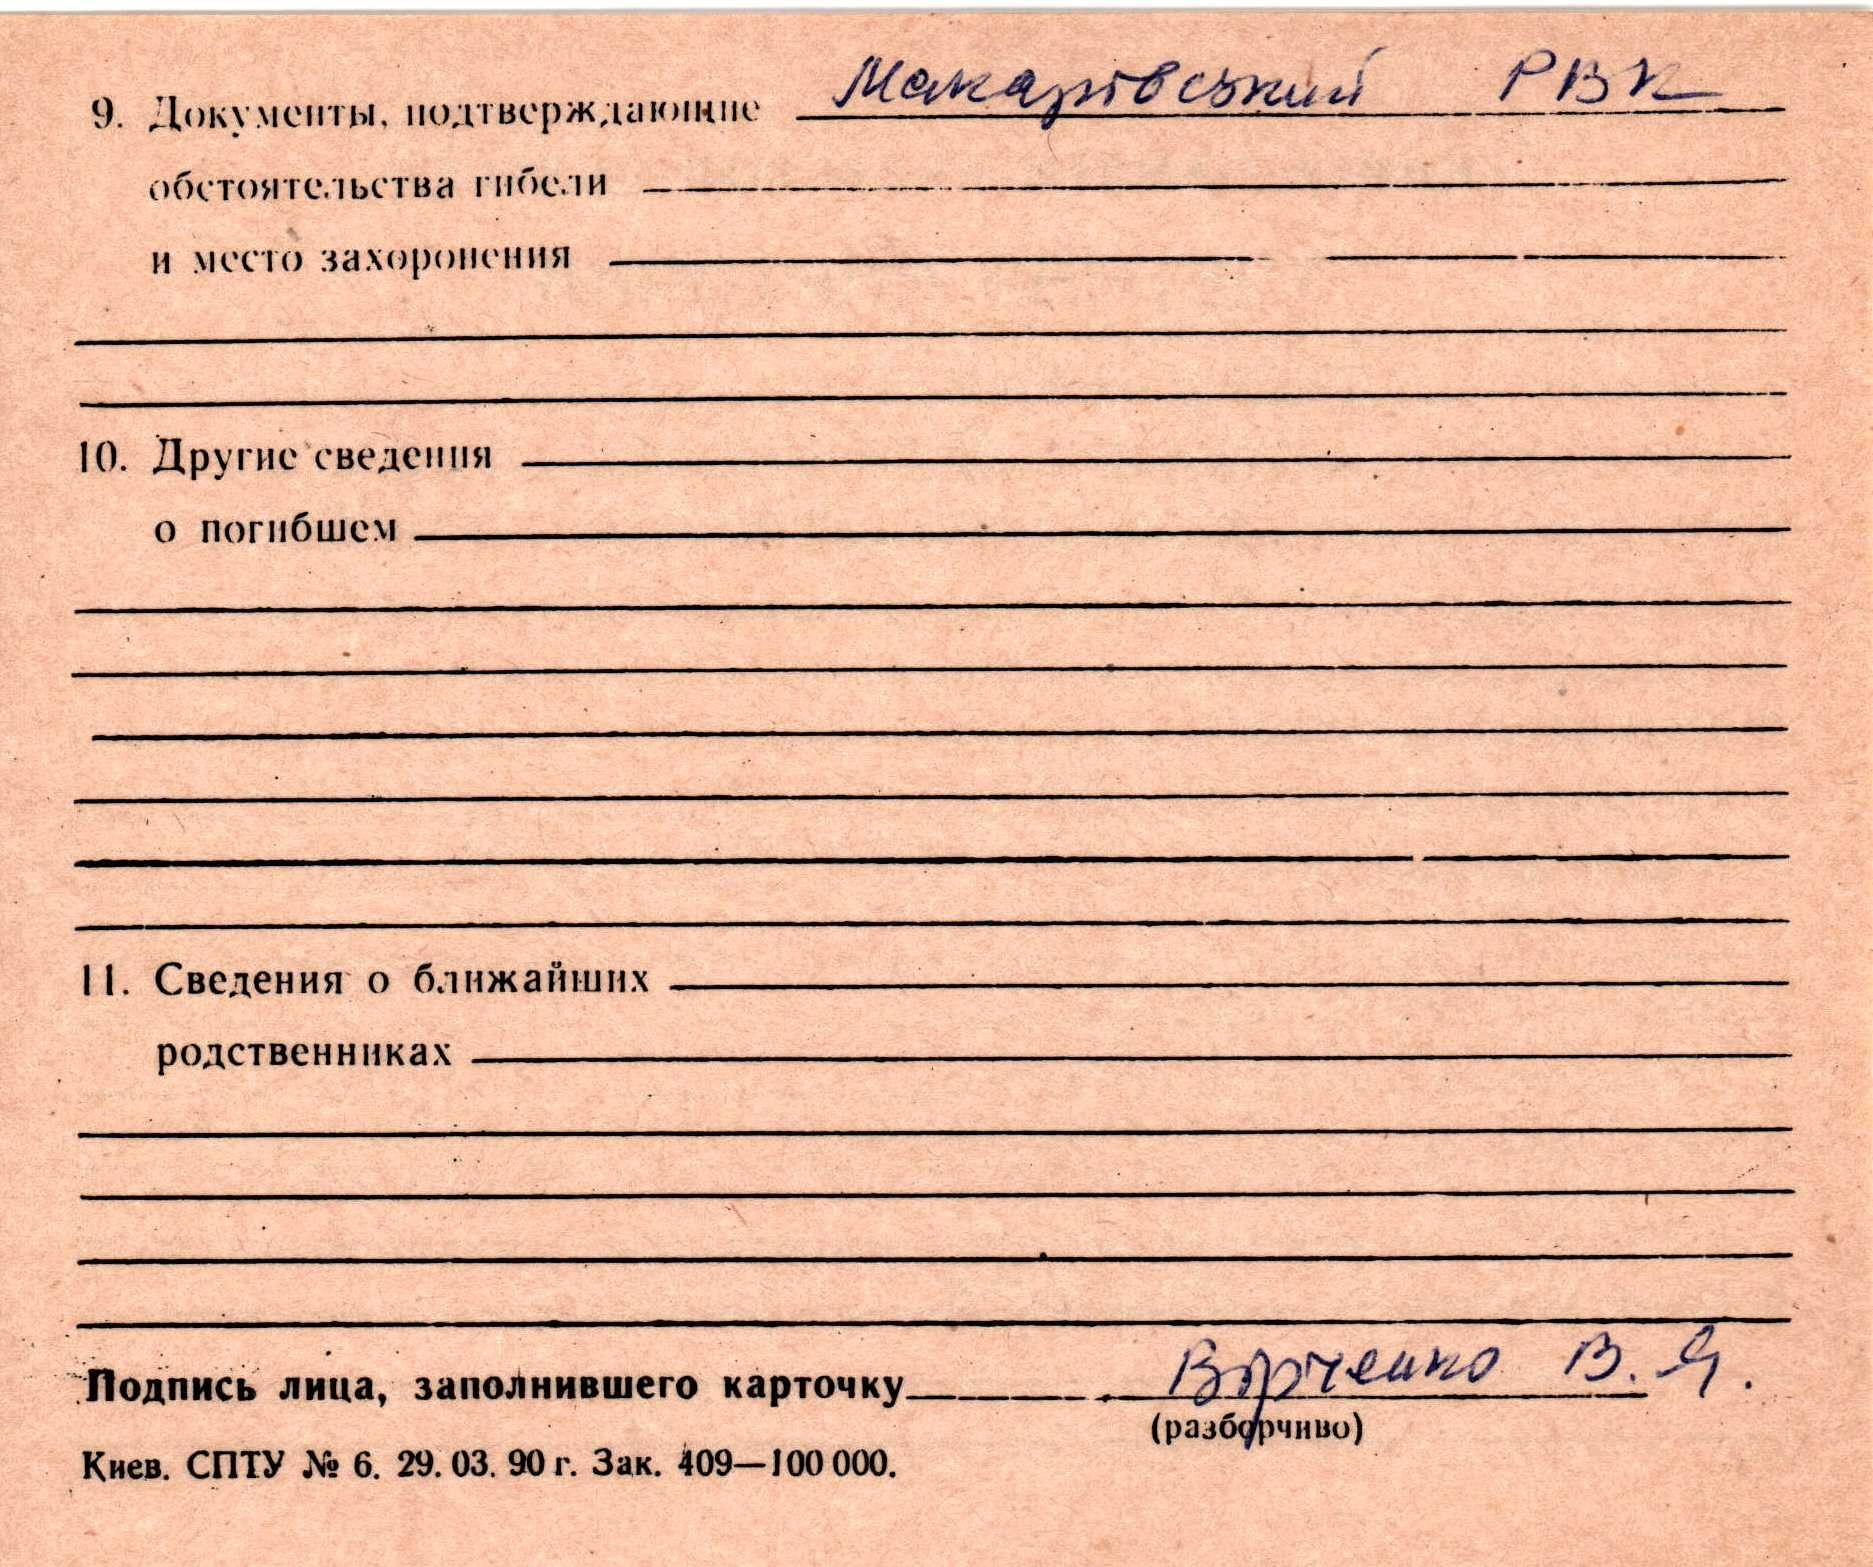 9. Документы, подтверждающие Макарівський РВК
обстоятельства гибели
и место захоронения
10. Другие сведения
о погибшем
11. Сведения о ближайших
родственниках
Подпись лица, заполнившего карточку В. Я.
(разборчиво)
Киев. СПТУ № 6. 29. 03. 90 г. Зак. 409—100 000.